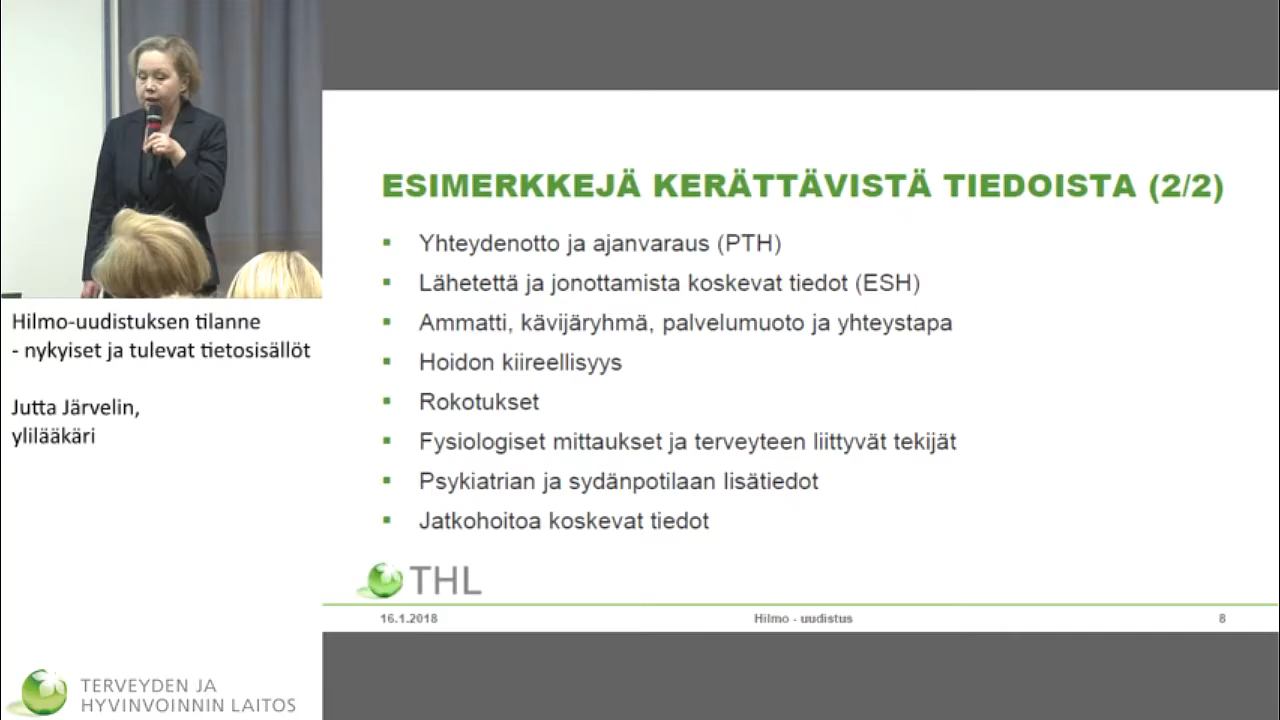 Hilmo-uudistuksen tilanne
- nykyiset ja tulevat tietosisällöt
Jutta Järvelin,
ylilääkäri
TERVEYDEN JA
HYVINVOINNIN LAITOS
ESIMERKKEJÄ KERÄTTÄVISTÄ TIEDOISTA (2/2)
▪ Yhteydenotto ja ajanvaraus (PTH)
▪ Lähetettä ja jonottamista koskevat tiedot (ESH)
▪ Ammatti, kävijäryhmä, palvelumuoto ja yhteystapa
▪ Hoidon kiireellisyys
▪ Rokotukset
▪ Fysiologiset mittaukset ja terveyteen liittyvät tekijät
▪ Psykiatrian ja sydänpotilaan lisätiedot
▪ Jatkohoitoa koskevat tiedot
THL
16.1.2018 Hilmo - uudistus 8